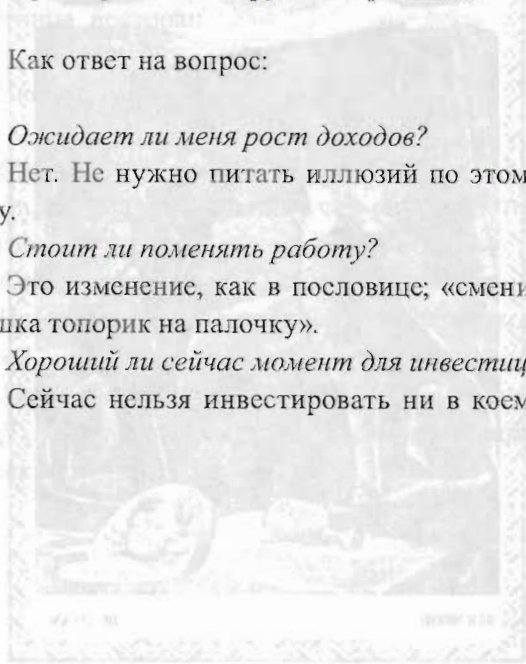 Как ответ на вопрос:
Ожидает ли меня рост доходов?
Нет. Не нужно питать иллюзий по этом
у.
Стоит ли поменять работу?
Это изменение, как в пословице; «смени
шка топорик на палочку».
Хороший ли сейчас момент для инвестиц
Сейчас нельзя инвестировать ни в коем